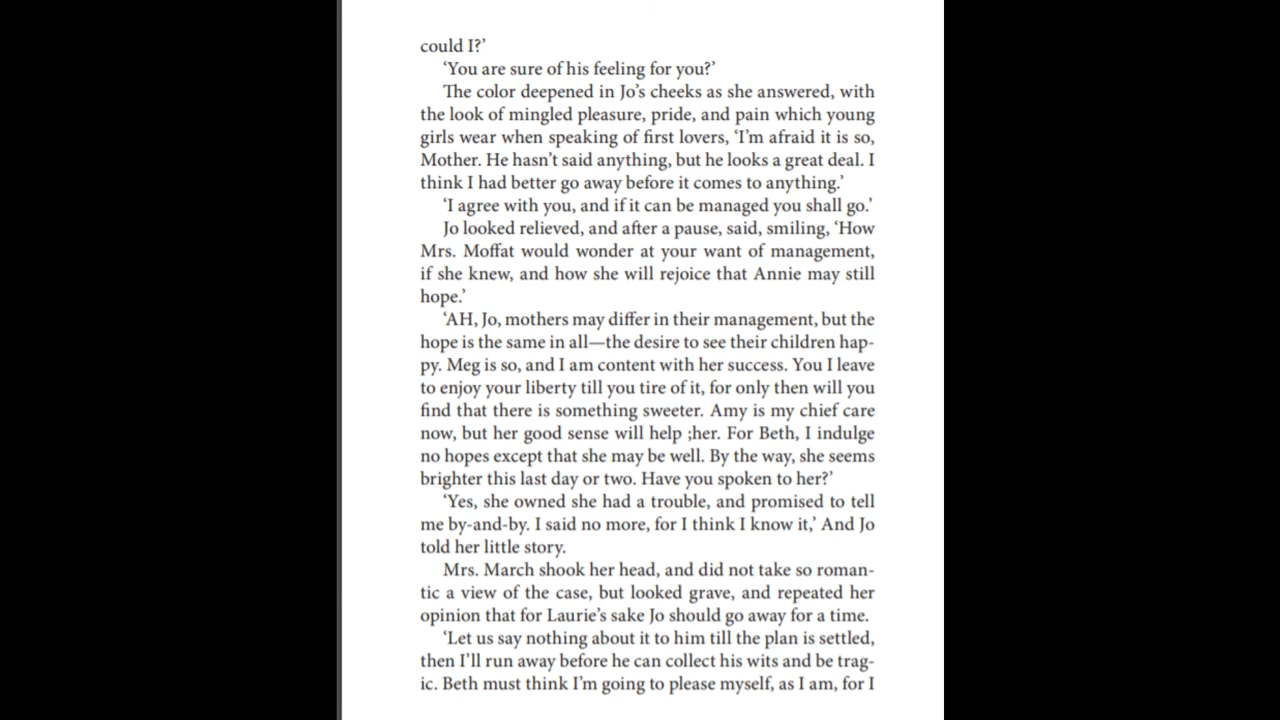 could I?’
‘You are sure of his feeling for you?’
The color deepened in Jo’s cheeks as she answered, with
the look of mingled pleasure, pride, and pain which young
girls wear when speaking of first lovers, ‘I’m afraid it is so,
Mother. He hasn’t said anything, but he looks a great deal. I
think I had better go away before it comes to anything.’
‘I agree with you, and if it can be managed you shall go.’
Jo looked relieved, and after a pause, said, smiling, ‘How
Mrs. Moffat would wonder at your want of management,
if she knew, and how she will rejoice that Annie may still
hope.’
‘AH, Jo, mothers may differ in their management, but the
hope is the same in all—the desire to see their children hap-
py. Meg is so, and I am content with her success. You I leave
to enjoy your liberty till you tire of it, for only then will you
find that there is something sweeter. Amy is my chief care
now, but her good sense will help ;her. For Beth, I indulge
no hopes except that she may be well. By the way, she seems
brighter this last day or two. Have you spoken to her?’
‘Yes, she owned she had a trouble, and promised to tell
me by-and-by. I said no more, for I think I know it,’ And Jo
told her little story.
Mrs. March shook her head, and did not take so roman-
tic a view of the case, but looked grave, and repeated her
opinion that for Laurie’s sake Jo should go away for a time.
‘Let us say nothing about it to him till the plan is settled,
then I’ll run away before he can collect his wits and be trag-
ic. Beth must think I’m going to please myself, as I am, for I